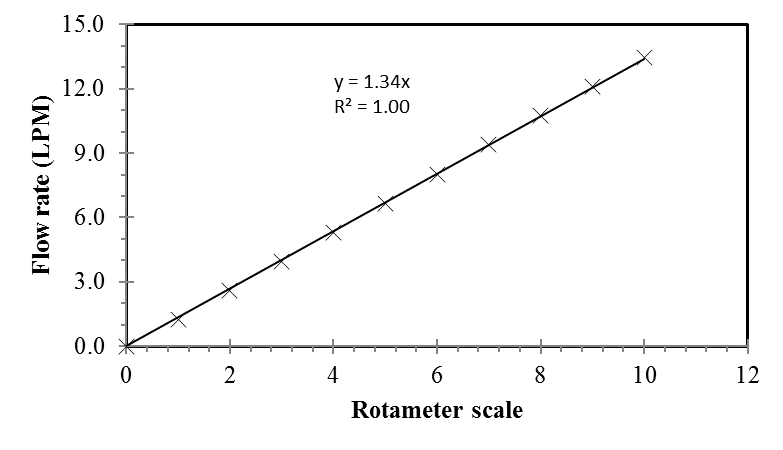 15.0
12.0
9.0
6.0
3.0
0.0
Flow rate (LPM)
y = 1.34x
R² = 1.00
0 2 4 6 8 10 12
Rotameter scale